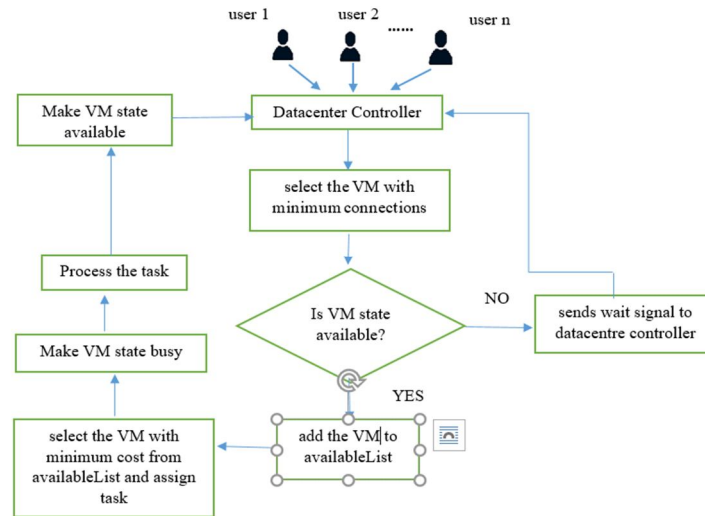 user 1
user 2
......
user n
Make VM state
available
Datacenter Controller
select the VM with
minimum connections
Process the task
Is VM state
available?
NO
sends wait signal to
datacentre controller
Make VM state busy
YES
select the VM with
minimum cost from
availableList and assign
task
add the VM to
availableList